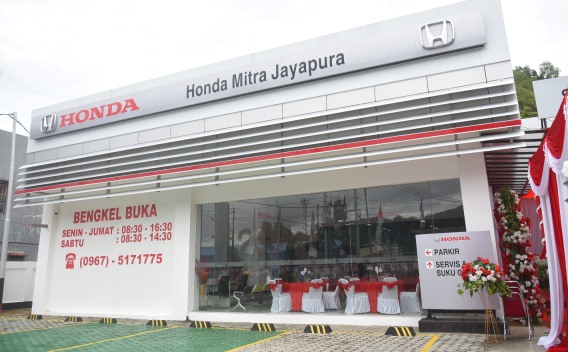 HONDA
Honda Mitra Jayapura
BENGKEL BUKA
SENIN - JUMAT : 08:30 - 16:30
SABTU : 08:30 - 14:30
(0967) - 5171775
HONDA
PARKIR
SERVIS
SUKU